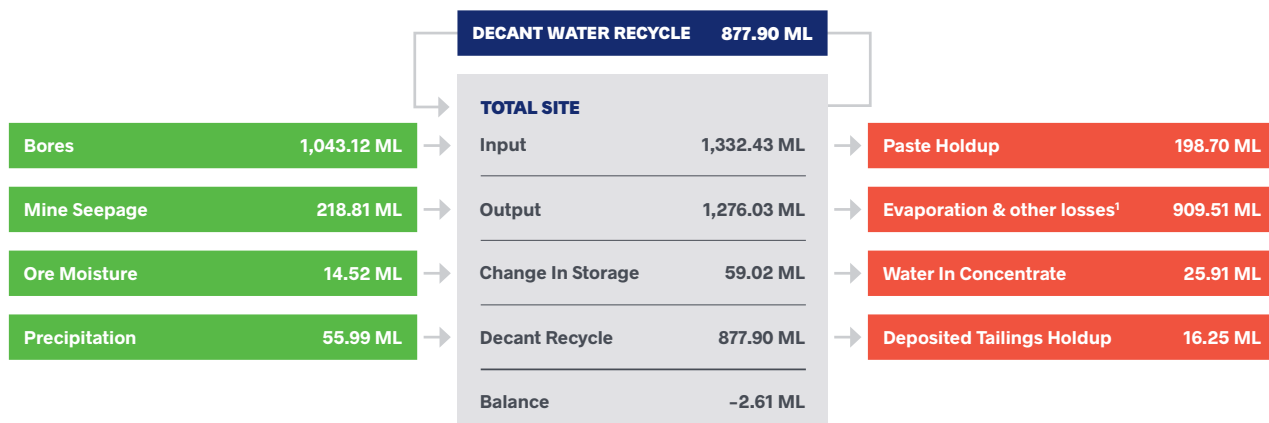 DECANT WATER RECYCLE 877.90 ML
TOTAL SITE
Bores 1,043.12 ML
Input 1,332.43 ML
Paste Holdup 198.70 ML
Mine Seepage 218.81 ML
Output 1,276.03 ML
Evaporation & other losses¹ 909.51 ML
Ore Moisture 14.52 ML
Change In Storage 59.02 ML
Water In Concentrate 25.91 ML
Precipitation 55.99 ML
Decant Recycle 877.90 ML
Deposited Tailings Holdup 16.25 ML
Balance -2.61 ML